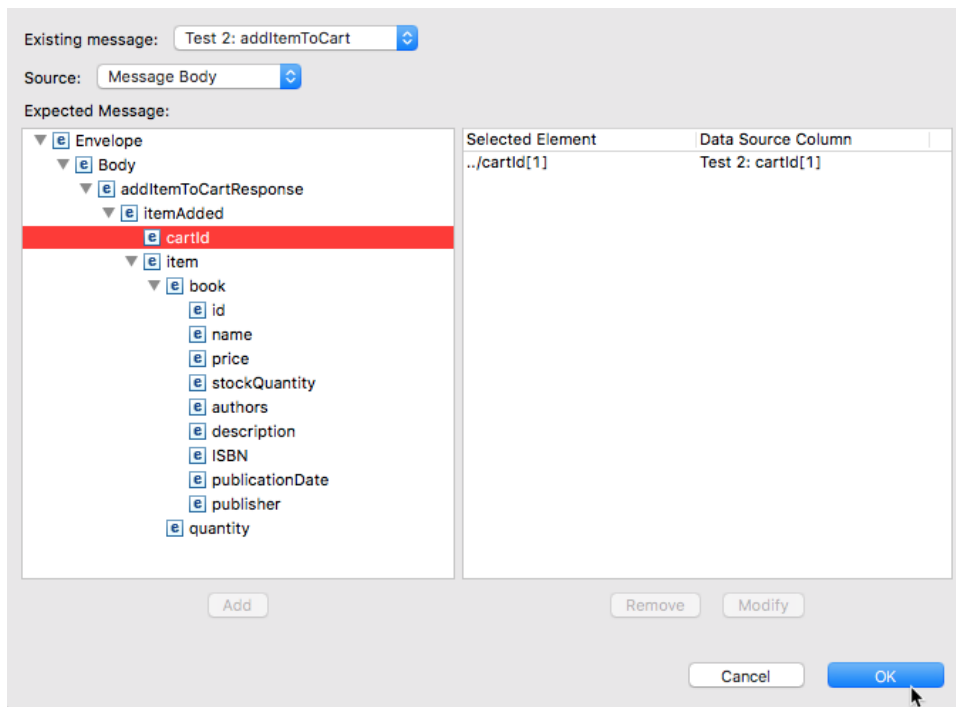 Existing message: Test 2: addItemToCart
Source: Message Body
Expected Message:
e Envelope
e Body
e addItemToCartResponse
e itemAdded
e cartId
e item
e book
e id
e name
e price
e stockQuantity
e authors
e description
e ISBN
e publicationDate
e publisher
e quantity
Selected Element Data Source Column
../cartId[1] Test 2: cartId[1]
Add Remove Modify
Cancel OK